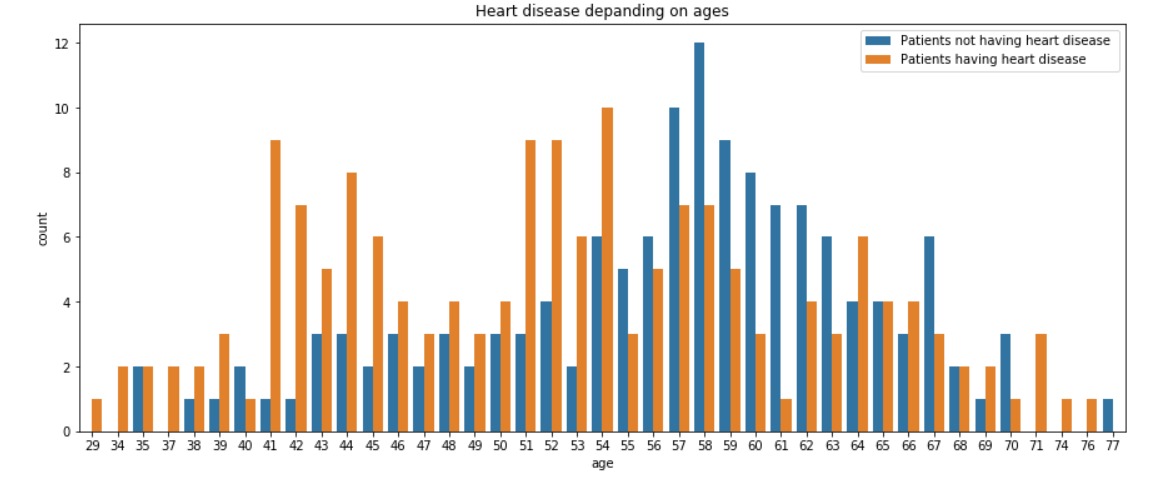 Heart disease depanding on ages
Patients not having heart disease
Patients having heart disease
12
10
8
6
4
2
0
count
29 34 35 37 38 39 40 41 42 43 44 45 46 47 48 49 50 51 52 53 54 55 56 57 58 59 60 61 62 63 64 65 66 67 68 69 70 71 74 76 77
age